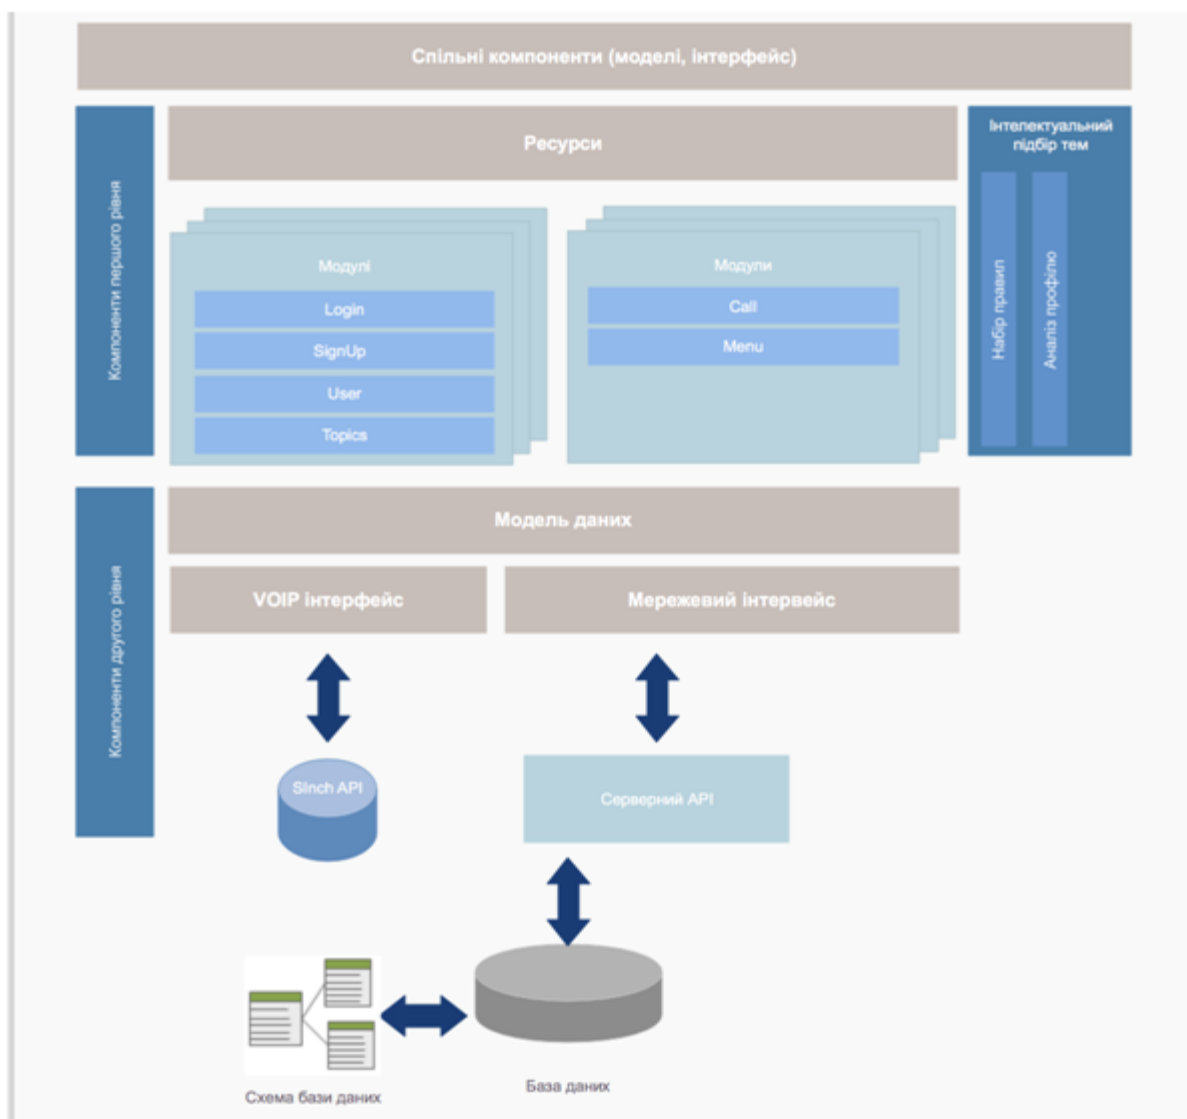 Спільні компоненти (моделі, інтерфейс)
Компоненти першого рівня
Ресурси
Інтелектуальний
підбір тем
Модулі
Login
SignUp
User
Topics
Модули
Call
Menu
Набір правил
Аналіз профілю
Компоненти другого рівня
Модель даних
VOIP інтерфейс
Мережевий інтервейс
SInch API
Серверний API
Схема бази даних
База даних